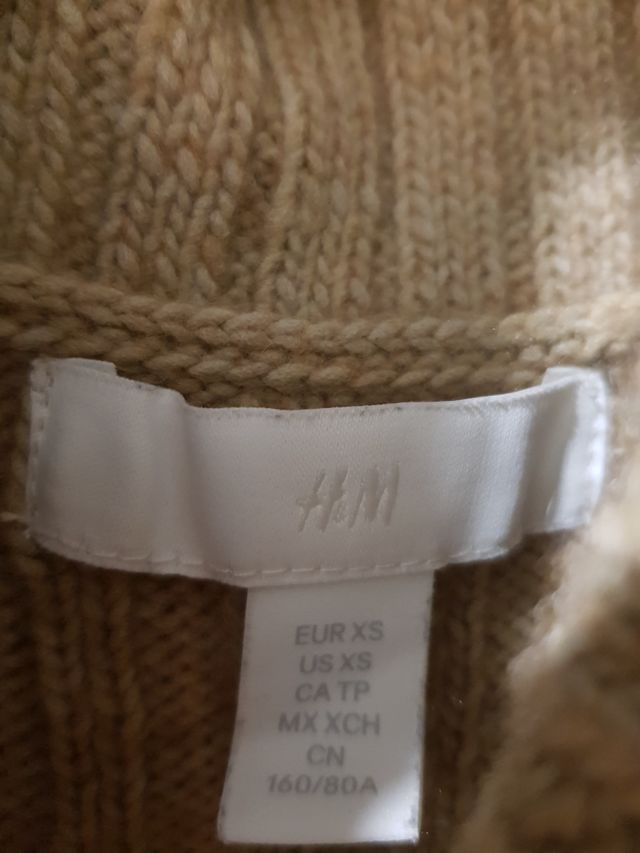 H&M
EUR XS
US XS
CA TP
MX XCH
CN
160/80A